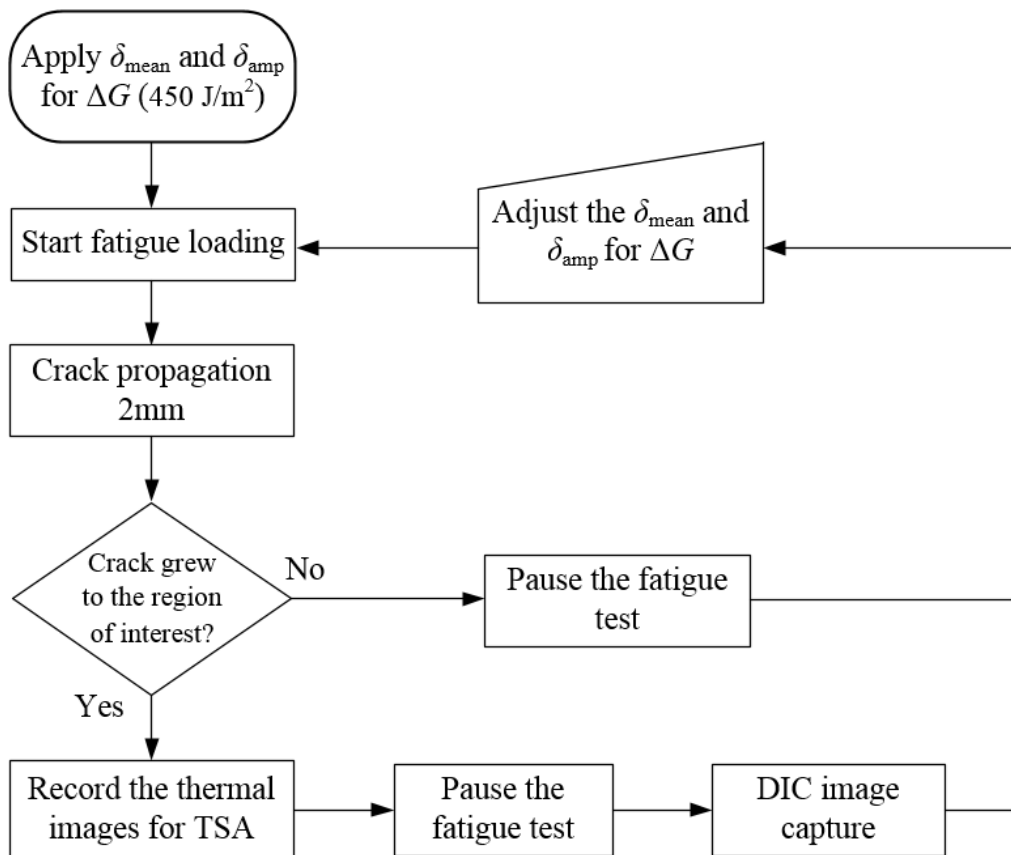 Apply δmean and δamp
for ΔG (450 J/m²)
Start fatigue loading
Adjust the δmean and
δamp for ΔG
Crack propagation
2mm
Crack grew
to the region
of interest?
No
Pause the fatigue
test
Yes
Record the thermal
images for TSA
Pause the
fatigue test
DIC image
capture